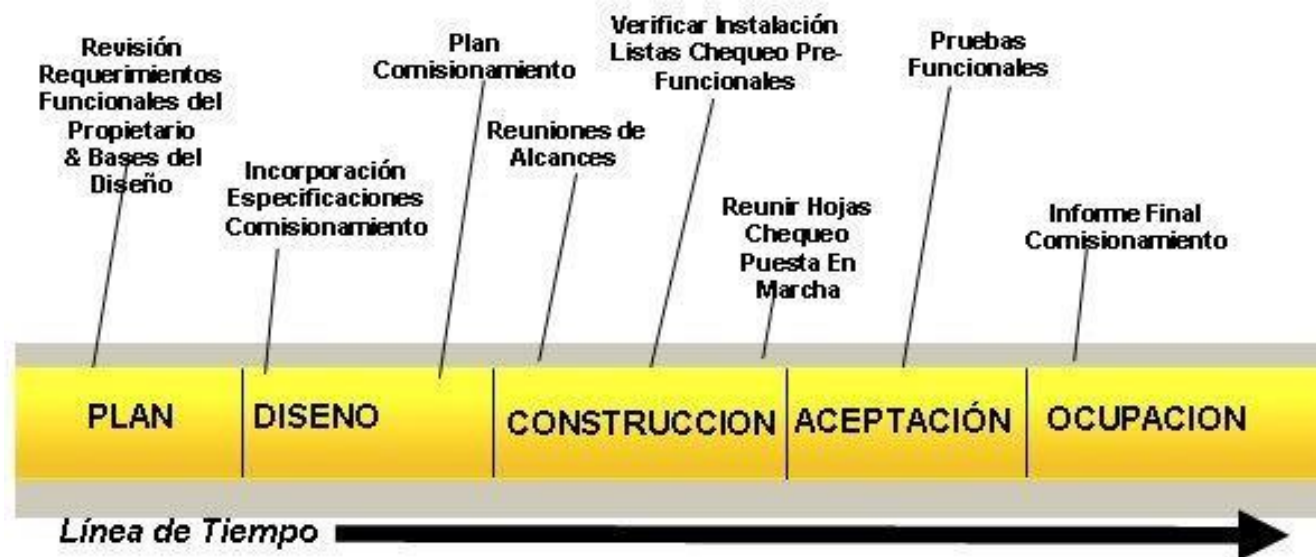 Revisión
Requerimientos
Funcionales del
Propietario
& Bases del
Diseño
Incorporación
Especificaciones
Comisionamiento
Plan
Comisionamiento
Reuniones de
Alcances
Verificar Instalación
Listas Chequeo Pre-
Funcionales
Reunir Hojas
Chequeo
Puesta En
Marcha
Pruebas
Funcionales
Informe Final
Comisionamiento
PLAN
DISENO
CONSTRUCCION
ACEPTACIÓN
OCUPACION
Línea de Tiempo